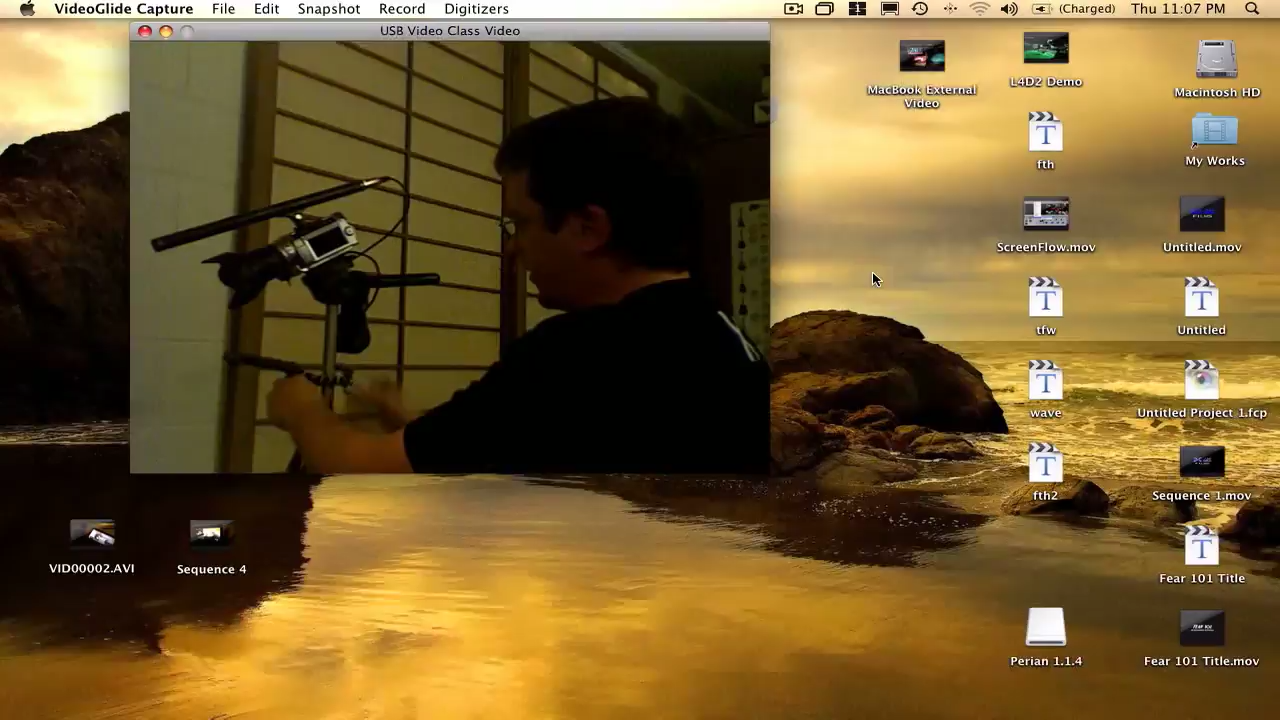 VideoGlide Capture File Edit Snapshot Record Digitizers (Charged) Thu 11:07 PM
USB Video Class Video
MacBook External
Video
L4D2 Demo
Macintosh HD
fth
My Works
ScreenFlow.mov
Untitled.mov
tfw
Untitled
wave
Untitled Project 1.fcp
fth2
Sequence 1.mov
VID00002.AVI
Sequence 4
Fear 101 Title
Perian 1.1.4
Fear 101 Title.mov